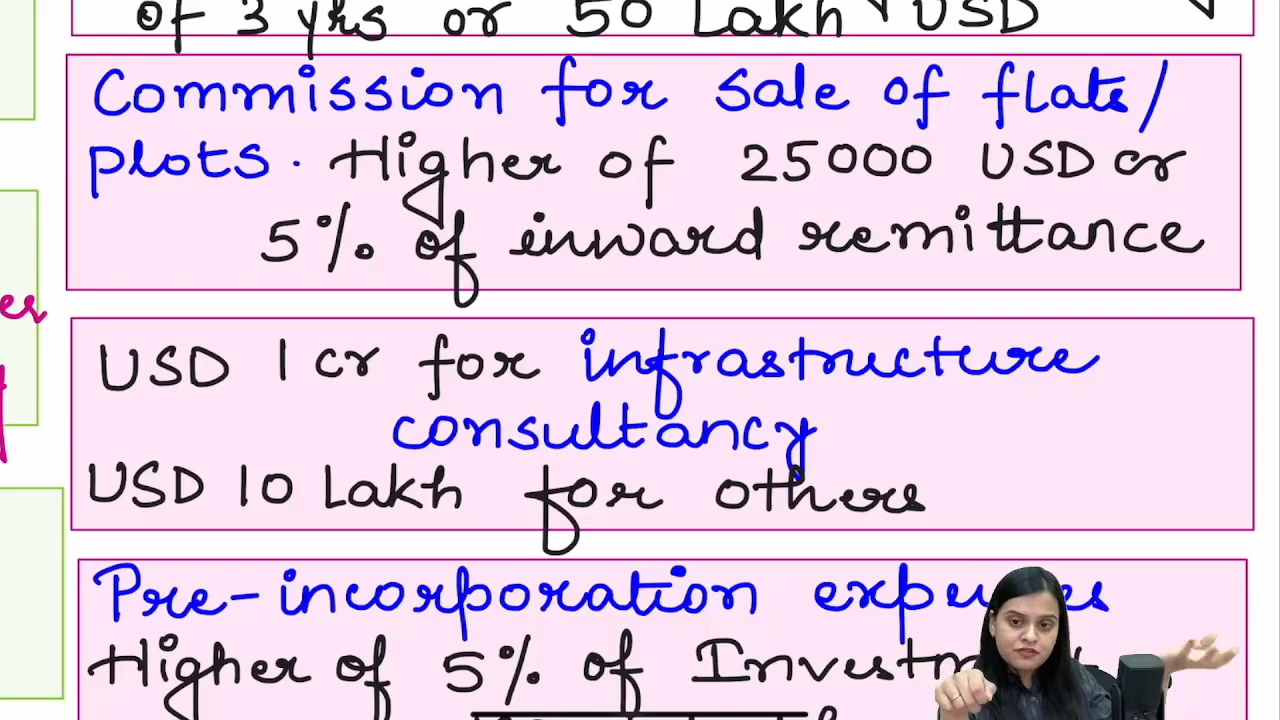 of 3 yrs or 50 Lakh USD
Commission for sale of flats/
plots. Higher of 25000 USD or
5% of inward remittance
es
USD 1 cr for infrastructure
consultancy
USD 10 Lakh for others
Pre-incorporation expenses
Higher of 5% of